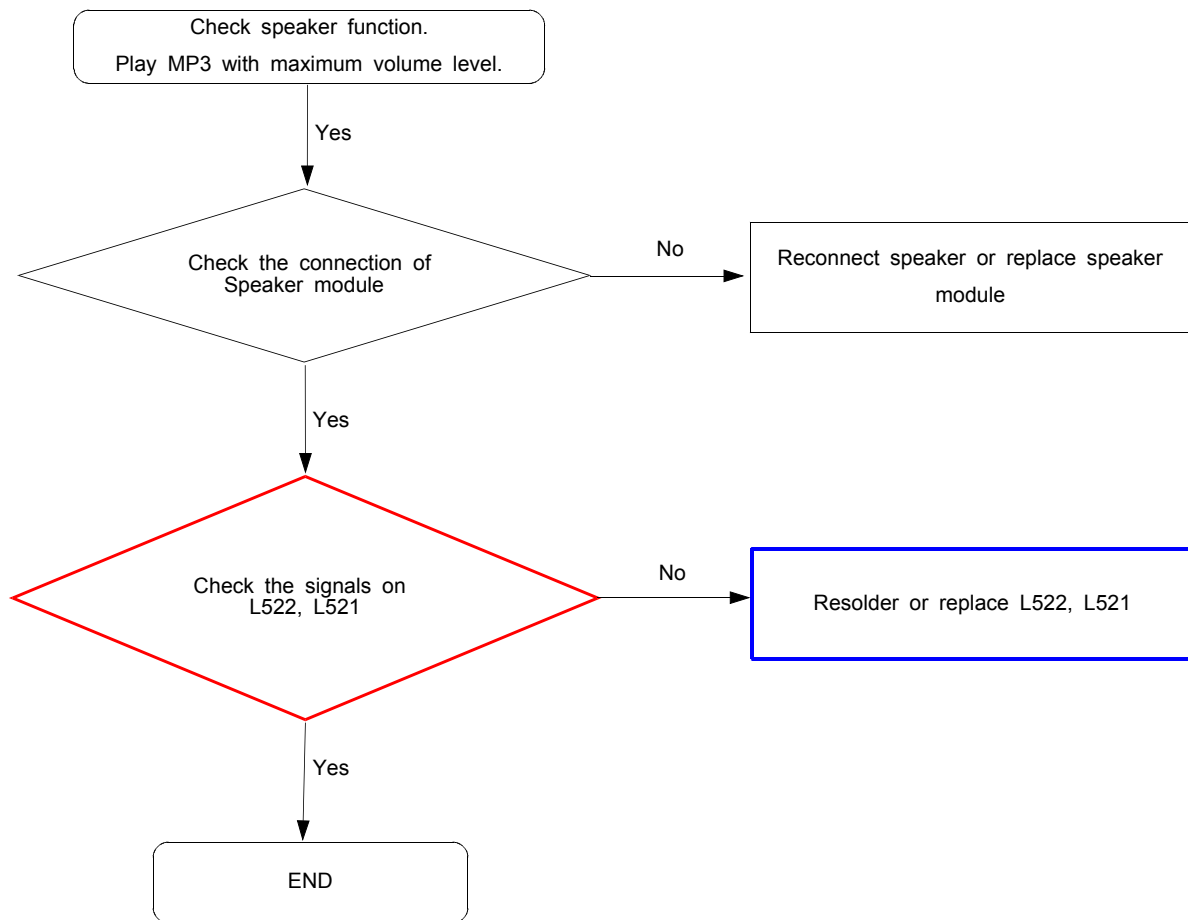 Check speaker function.
Play MP3 with maximum volume level.
Yes
Check the connection of
Speaker module
No
Reconnect speaker or replace speaker
module
Yes
Check the signals on
L522, L521
No
Resolder or replace L522, L521
Yes
END